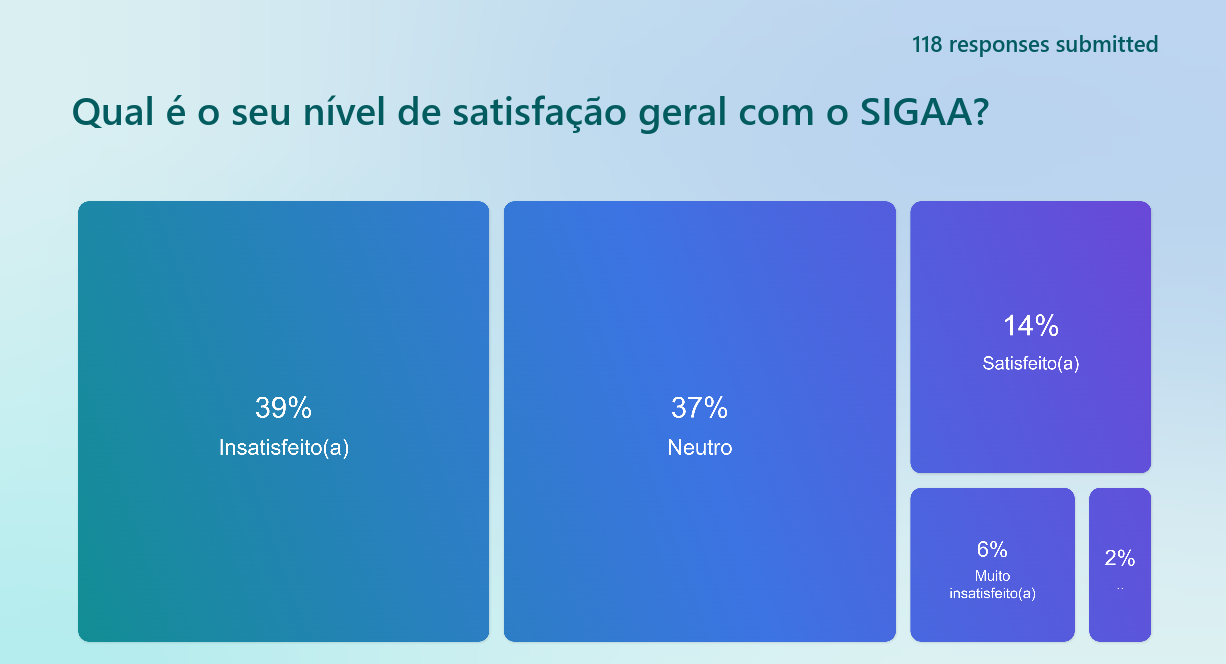 118 responses submitted
Qual é o seu nível de satisfação geral com o SIGAA?
39%
Insatisfeito(a)
37%
Neutro
14%
Satisfeito(a)
6%
Muito
insatisfeito(a)
2%
..